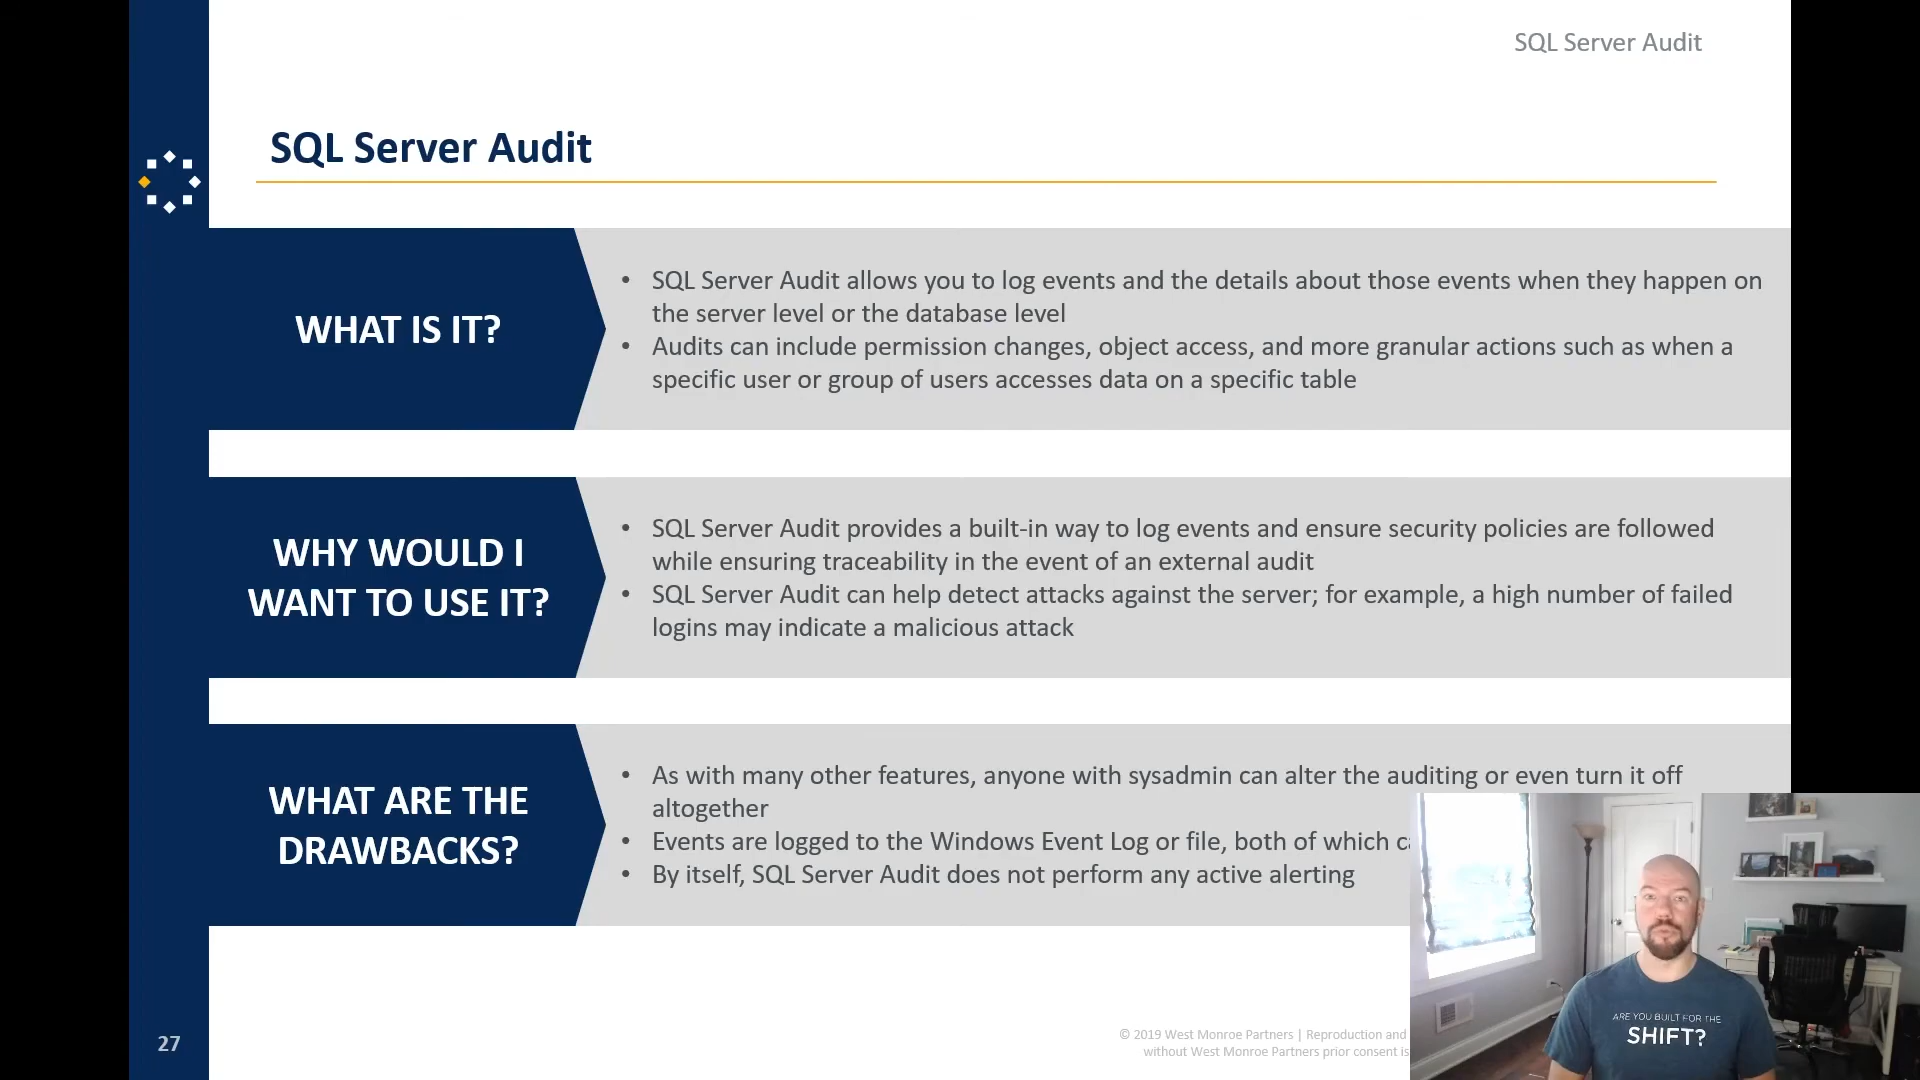 SQL Server Audit
SQL Server Audit
WHAT IS IT?
• SQL Server Audit allows you to log events and the details about those events when they happen on
the server level or the database level
• Audits can include permission changes, object access, and more granular actions such as when a
specific user or group of users accesses data on a specific table
WHY WOULD I
WANT TO USE IT?
• SQL Server Audit provides a built-in way to log events and ensure security policies are followed
while ensuring traceability in the event of an external audit
• SQL Server Audit can help detect attacks against the server; for example, a high number of failed
logins may indicate a malicious attack
WHAT ARE THE
DRAWBACKS?
• As with many other features, anyone with sysadmin can alter the auditing or even turn it off
altogether
• Events are logged to the Windows Event Log or file, both of which
• By itself, SQL Server Audit does not perform any active alerting
ARE YOU BUILT FOR THE
SHIFT?
© 2019 West Monroe Partners | Reproduction and
without West Monroe Partners prior consent is
27